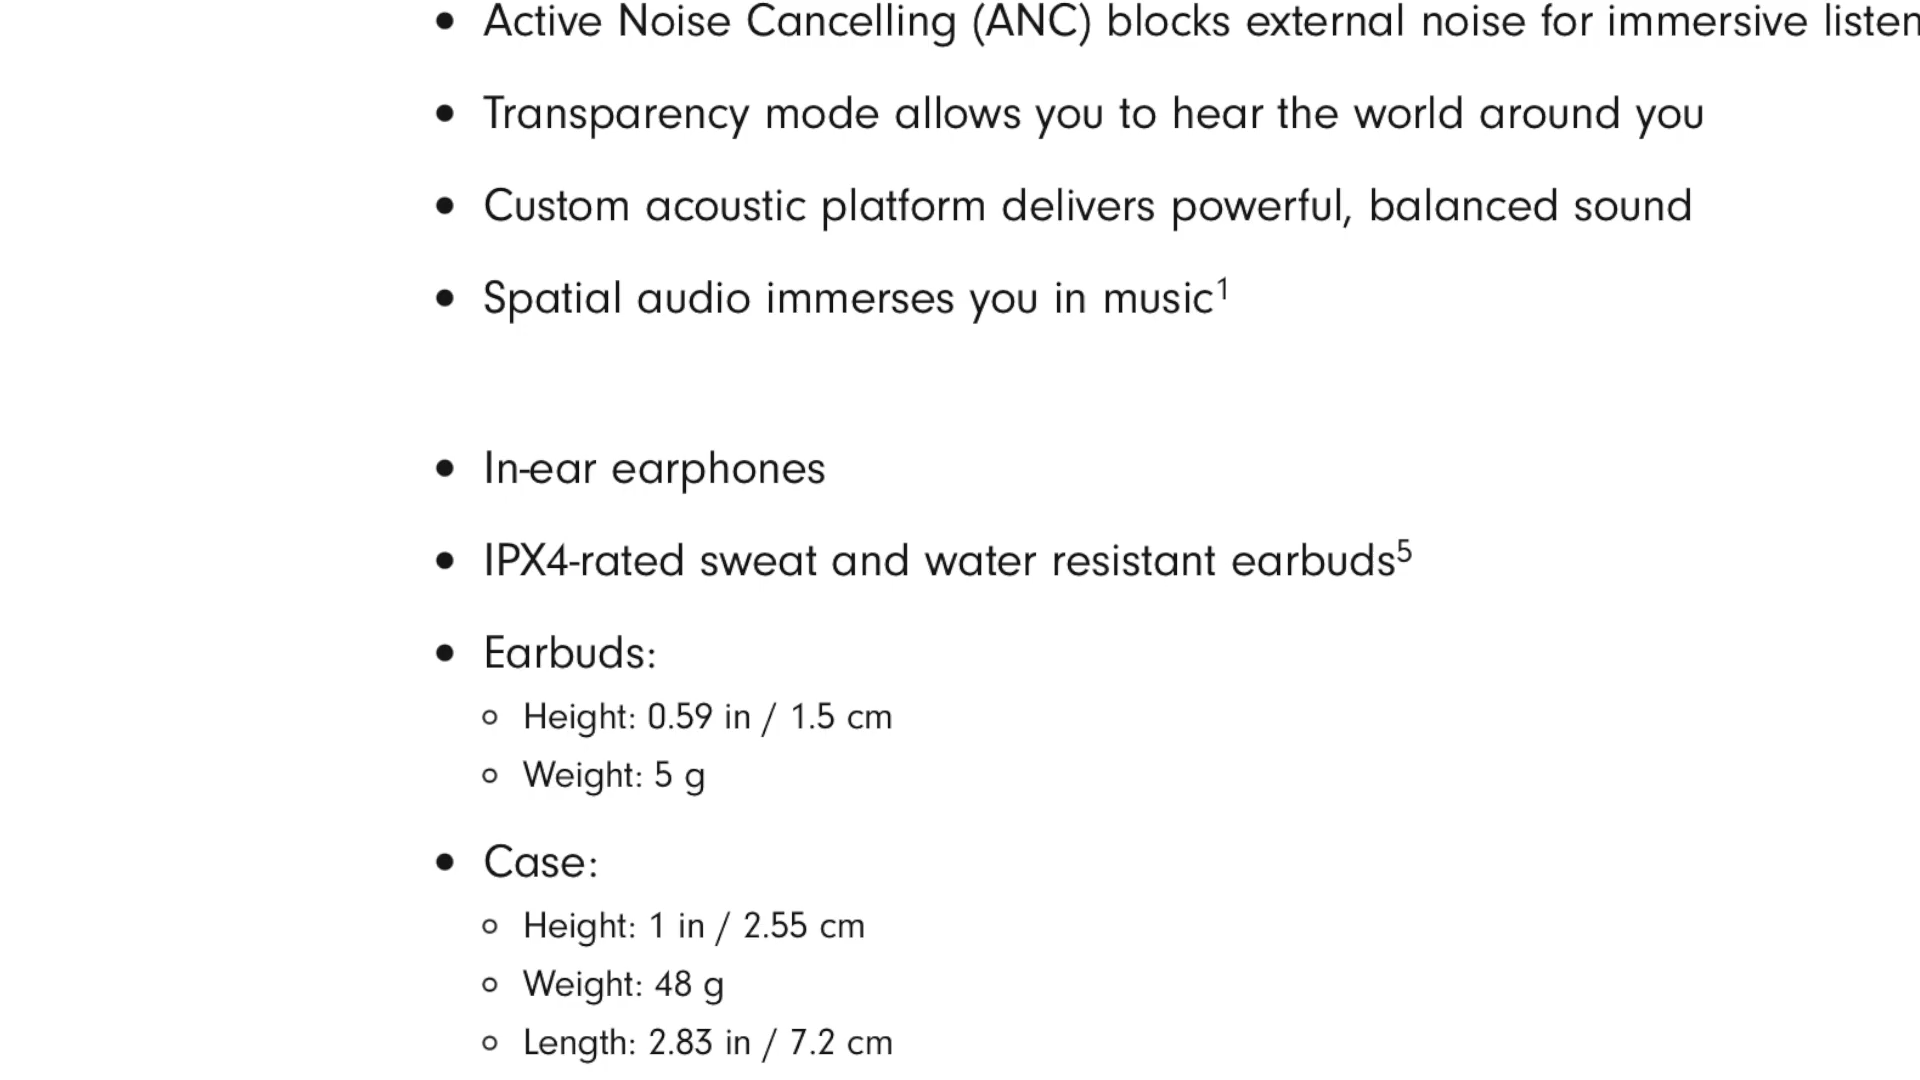 • Active Noise Cancelling (ANC) blocks external noise for immersive listen
• Transparency mode allows you to hear the world around you
• Custom acoustic platform delivers powerful, balanced sound
• Spatial audio immerses you in music¹
• In-ear earphones
• IPX4-rated sweat and water resistant earbuds⁵
• Earbuds:
○ Height: 0.59 in / 1.5 cm
○ Weight: 5 g
• Case:
○ Height: 1 in / 2.55 cm
○ Weight: 48 g
○ Length: 2.83 in / 7.2 cm